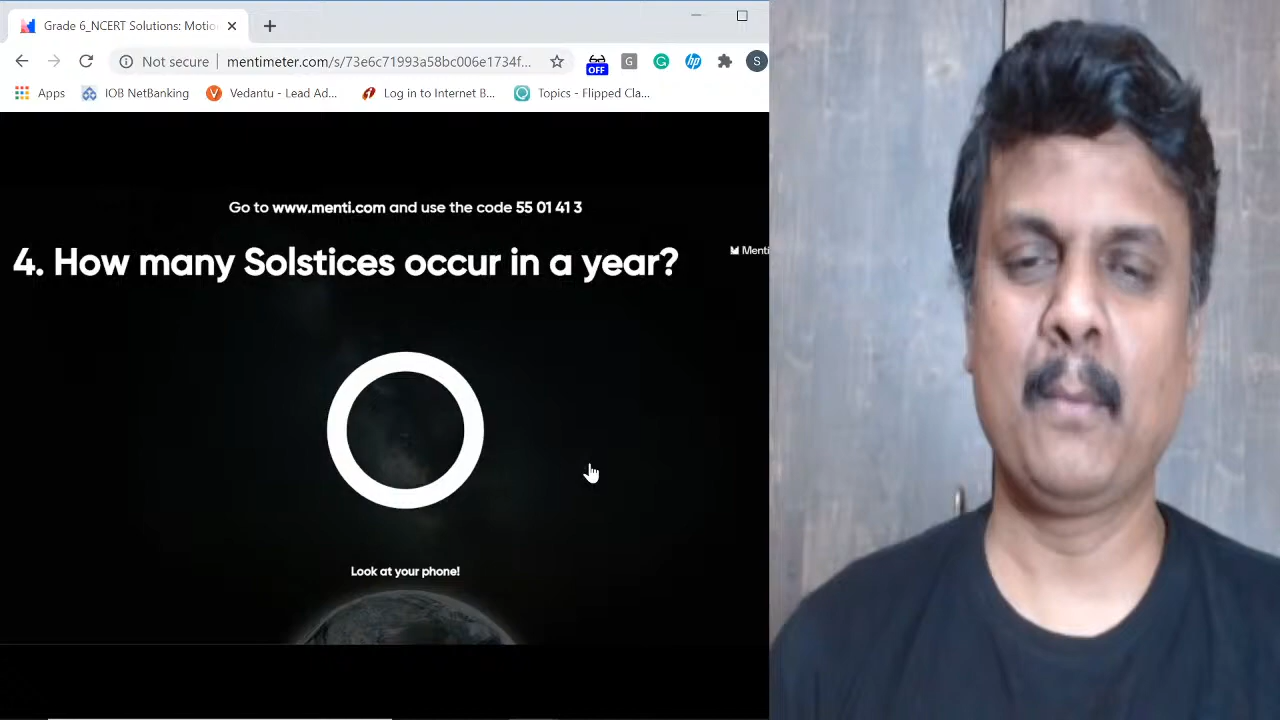 Grade 6_NCERT Solutions: Motio
Not secure
mentimeter.com/s/73e6c71993a58bc006e1734f...
OFF
G
G
hp
S
Apps
IOB NetBanking
Vedantu - Lead Ad...
Log in to Internet B...
Topics - Flipped Cla...
Go to www.menti.com and use the code 55 01 41 3
4. How many Solstices occur in a year?
Menti
Look at your phone!